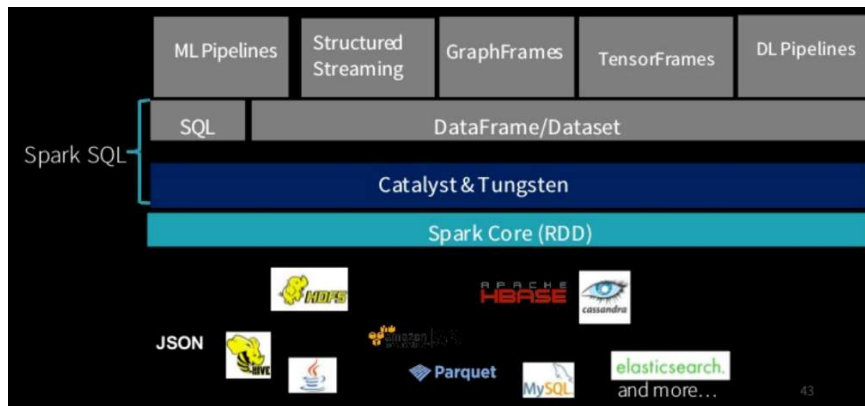 ML Pipelines
Structured
Streaming
GraphFrames
TensorFrames
DL Pipelines
Spark SQL
SQL
DataFrame/Dataset
Catalyst & Tungsten
Spark Core (RDD)
HDFS
APACHE
HBASE
cassandra
JSON
HIVE
amazon
Parquet
MySQL
elasticsearch.
and more...
43